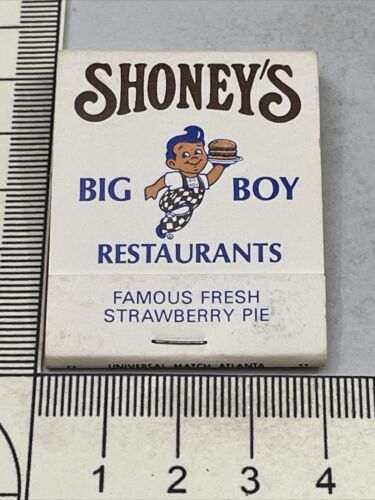 SHONEY'S
BIG BOY
RESTAURANTS
FAMOUS FRESH
STRAWBERRY PIE
UNIVERSAL MATCH, ATLANTA
1 2 3 4